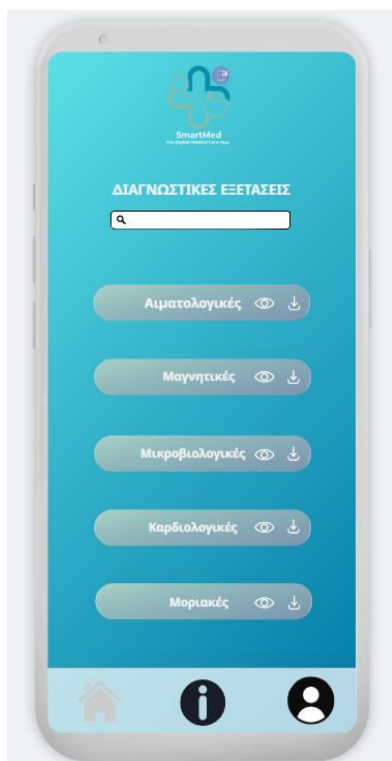 SmartMed
The Digital Medical Care App
ΔΙΑΓΝΩΣΤΙΚΕΣ ΕΞΕΤΑΣΕΙΣ
Αιματολογικές
Μαγνητικές
Μικροβιολογικές
Καρδιολογικές
Μοριακές